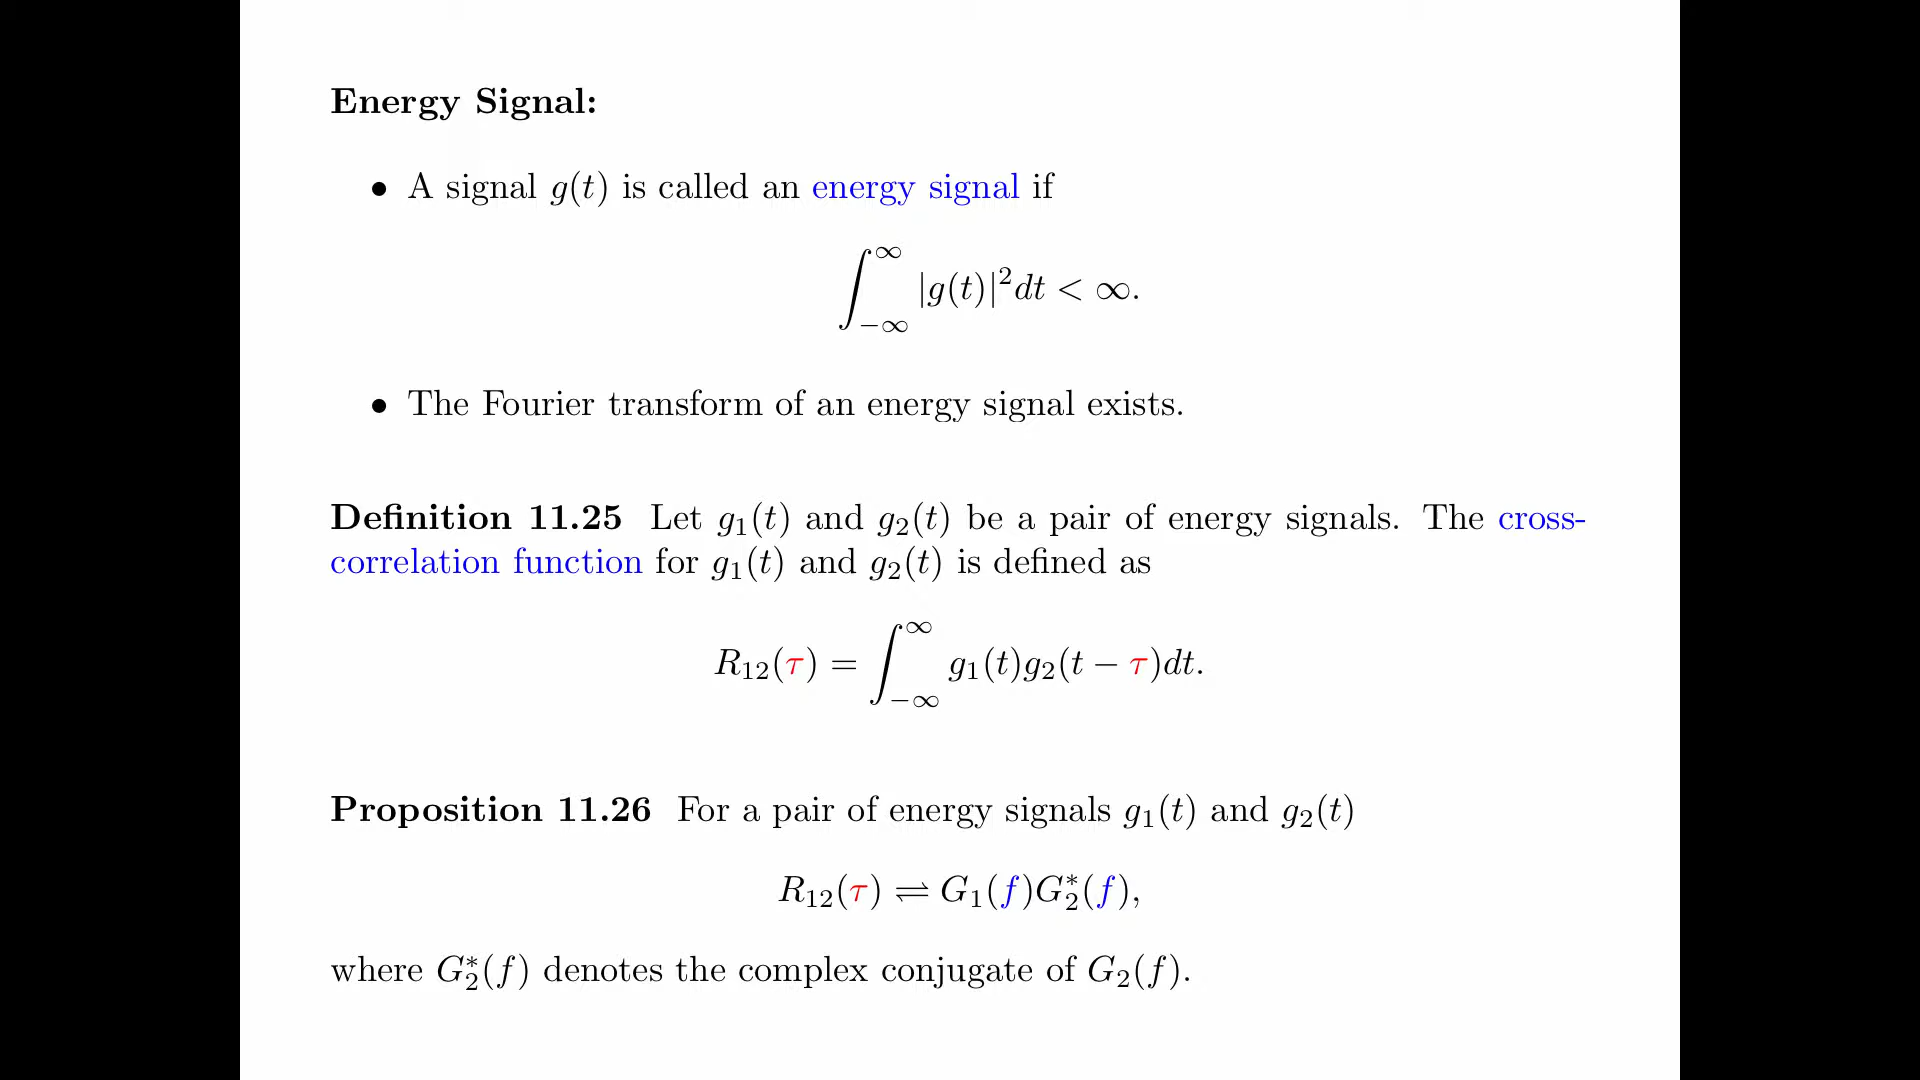 Energy Signal:
• A signal g(t) is called an energy signal if
∫_{-∞}^{∞} |g(t)|²dt < ∞.
• The Fourier transform of an energy signal exists.
Definition 11.25 Let g₁(t) and g₂(t) be a pair of energy signals. The cross-
correlation function for g₁(t) and g₂(t) is defined as
R₁₂(τ) = ∫_{-∞}^{∞} g₁(t)g₂(t − τ)dt.
Proposition 11.26 For a pair of energy signals g₁(t) and g₂(t)
R₁₂(τ) ⇌ G₁(f)G₂*(f),
where G₂*(f) denotes the complex conjugate of G₂(f).